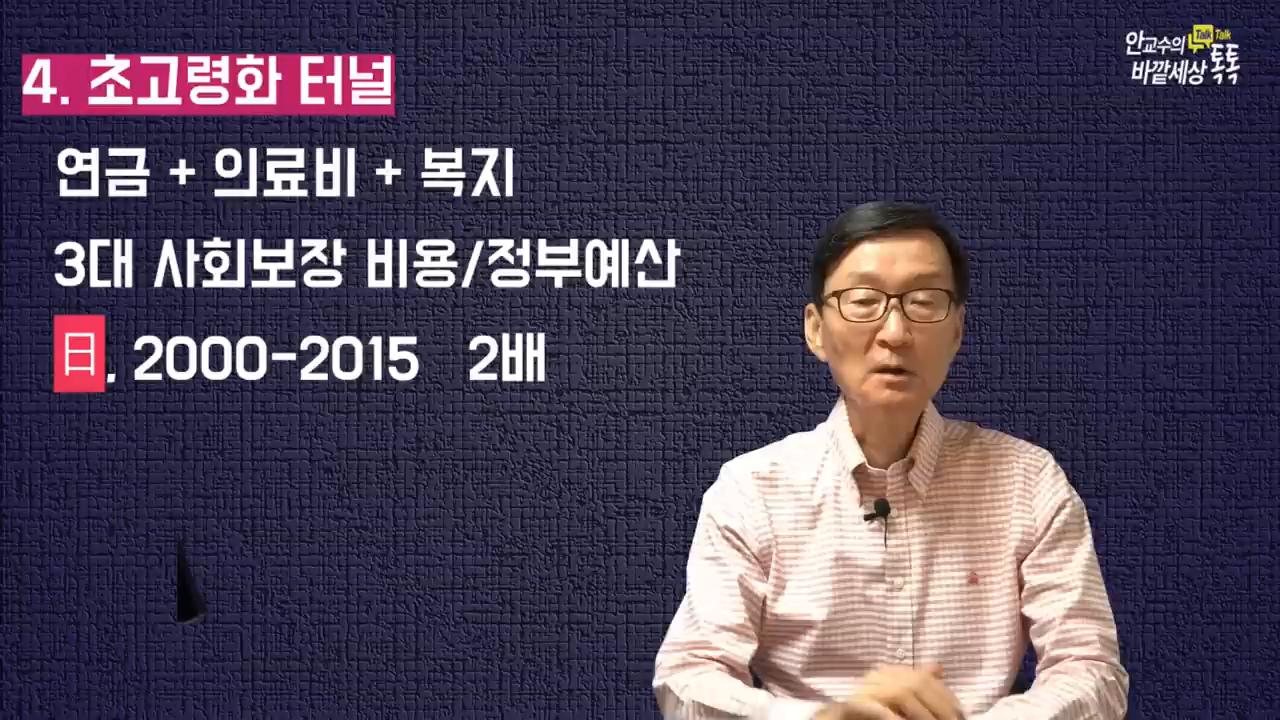 4. 초고령화 터널
연금 + 의료비 + 복지
3대 사회보장 비용/정부예산
日. 2000-2015 2배
안교수의 Talk Talk
바깥세상 톡톡